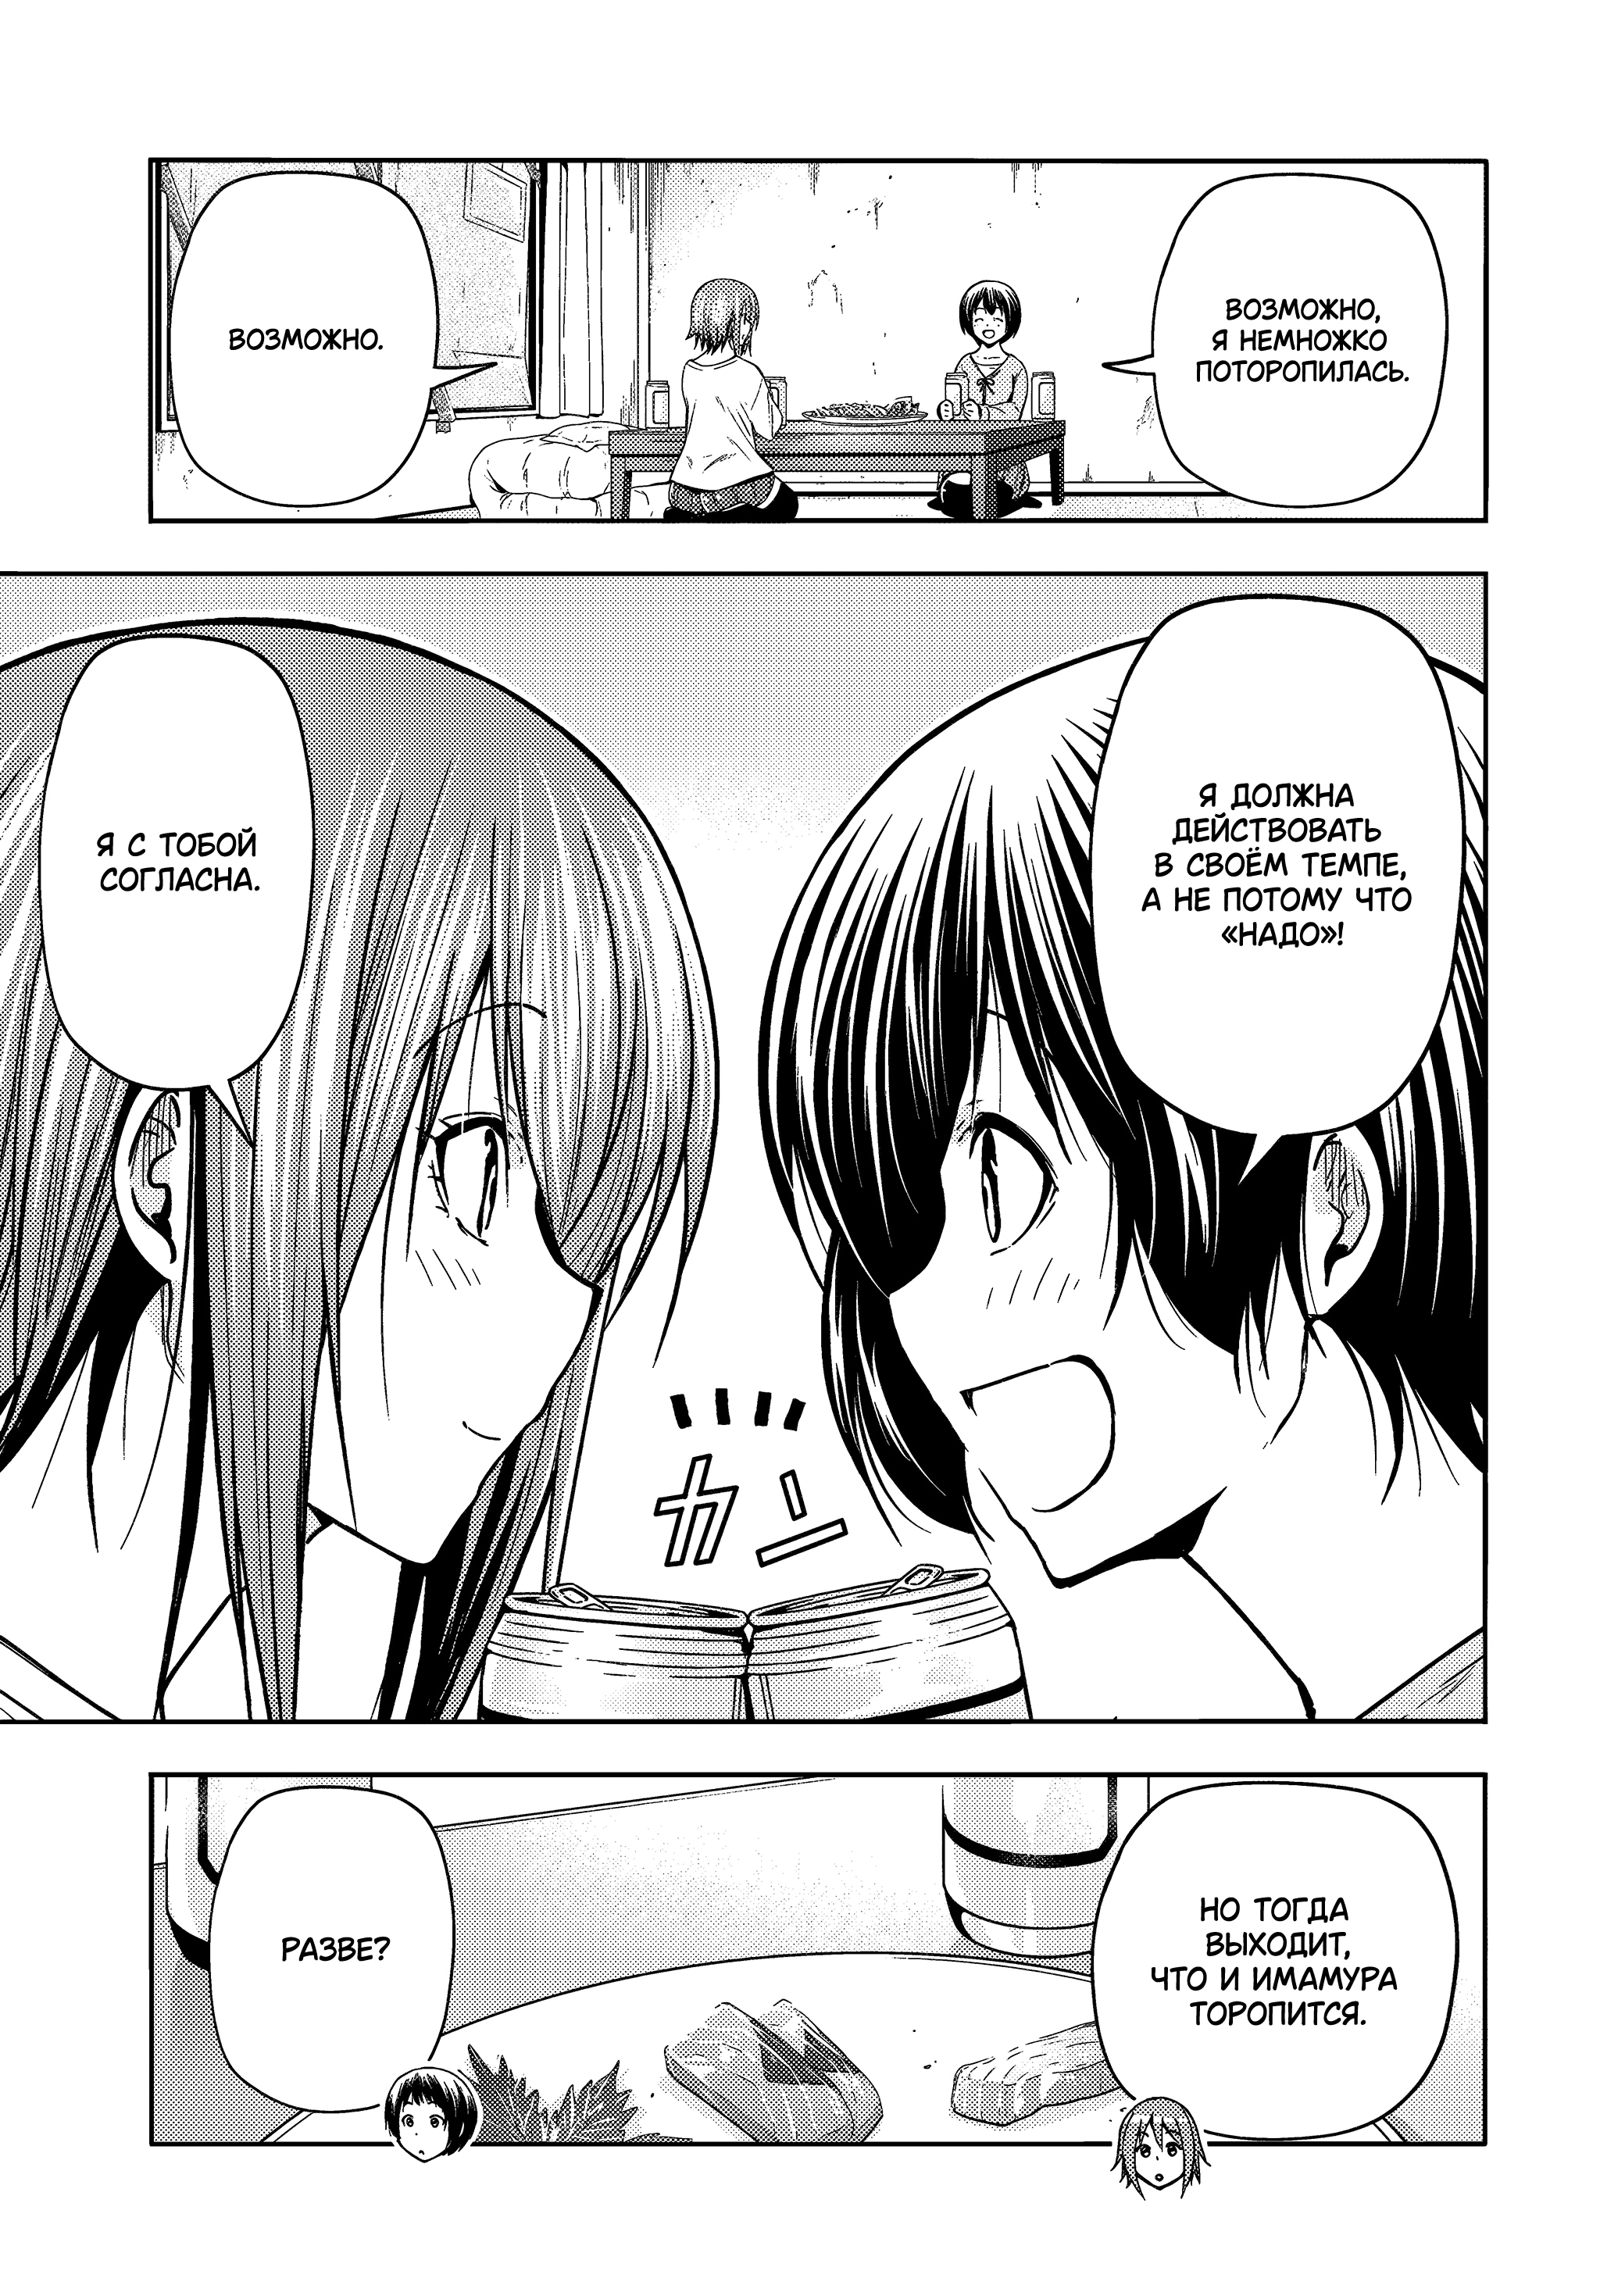 ВОЗМОЖНО,
Я НЕМНОЖКО
ПОТОРОПИЛАСЬ.
ВОЗМОЖНО.
Я ДОЛЖНА
ДЕЙСТВОВАТЬ
В СВОЁМ ТЕМПЕ,
А НЕ ПОТОМУ ЧТО
«НАДО»!
Я С ТОБОЙ
СОГЛАСНА.
カン
НО ТОГДА
ВЫХОДИТ,
ЧТО И ИМАМУРА
ТОРОПИТСЯ.
РАЗВЕ?